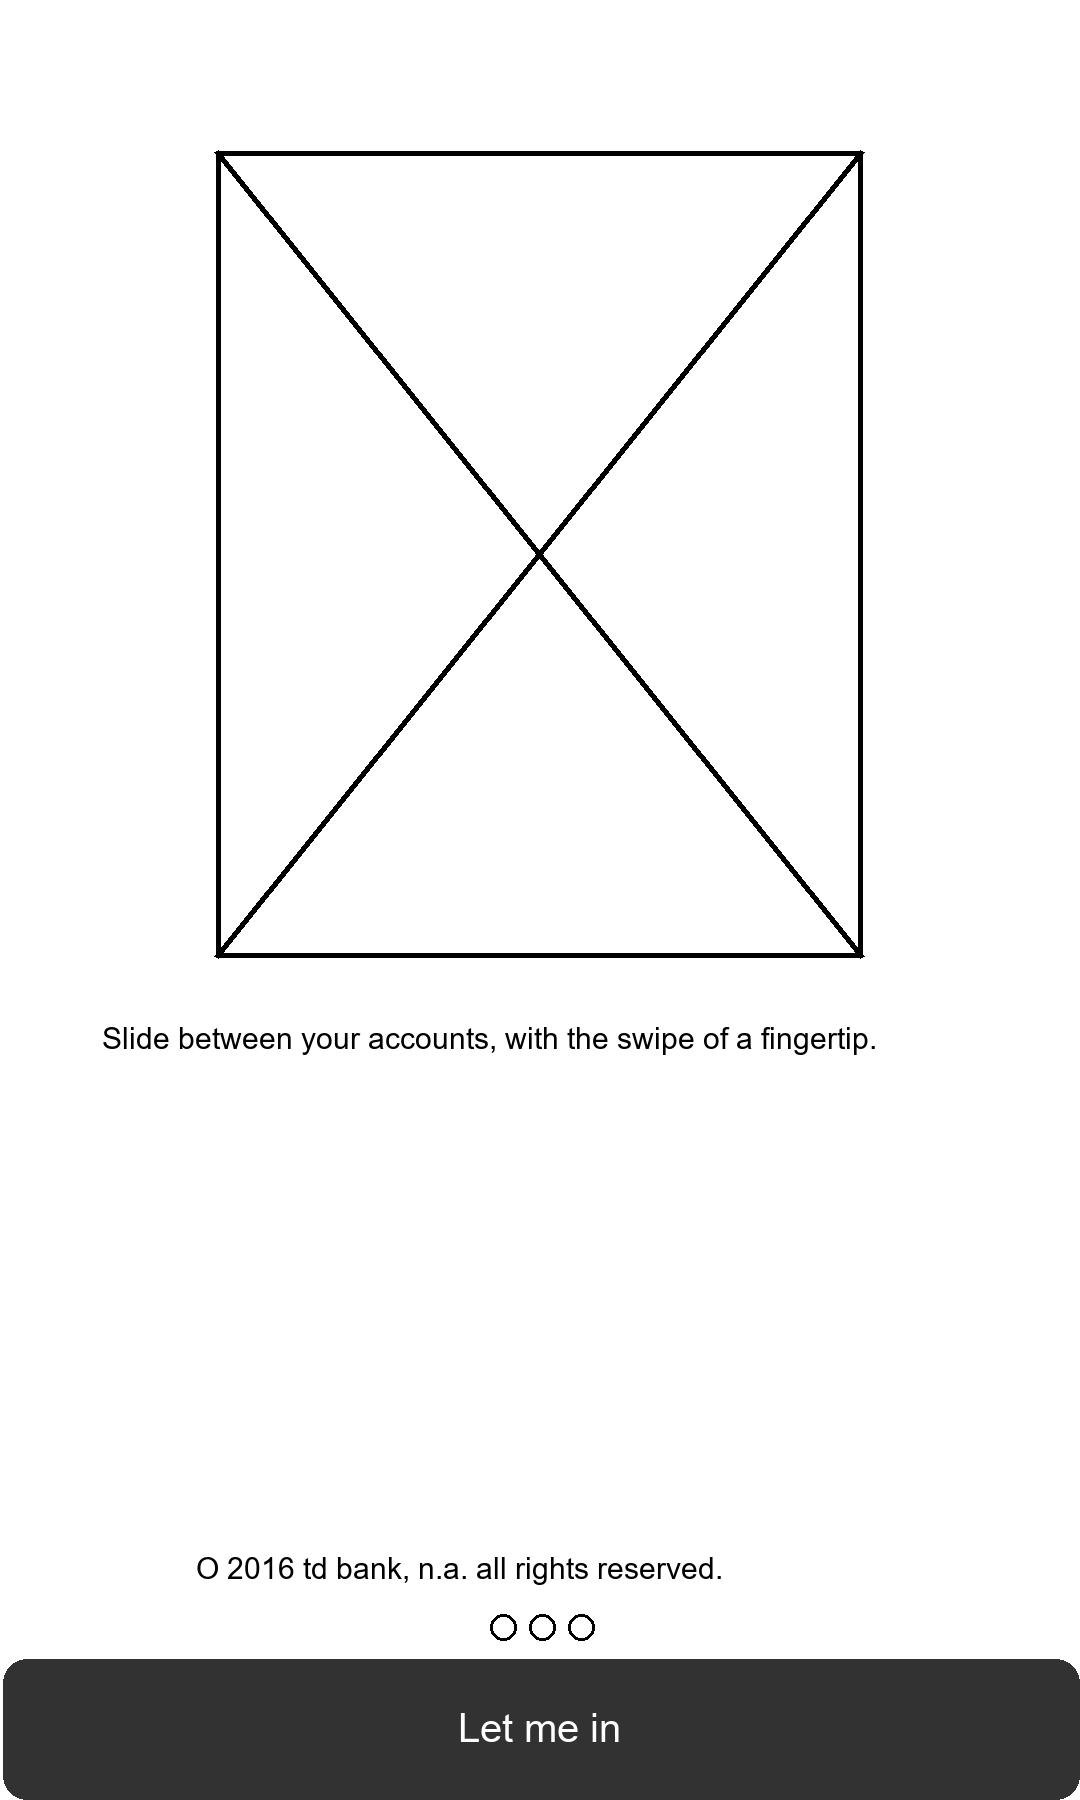 Slide between your accounts, with the swipe of a fingertip.
O 2016 td bank, n.a. all rights reserved.
Let me in